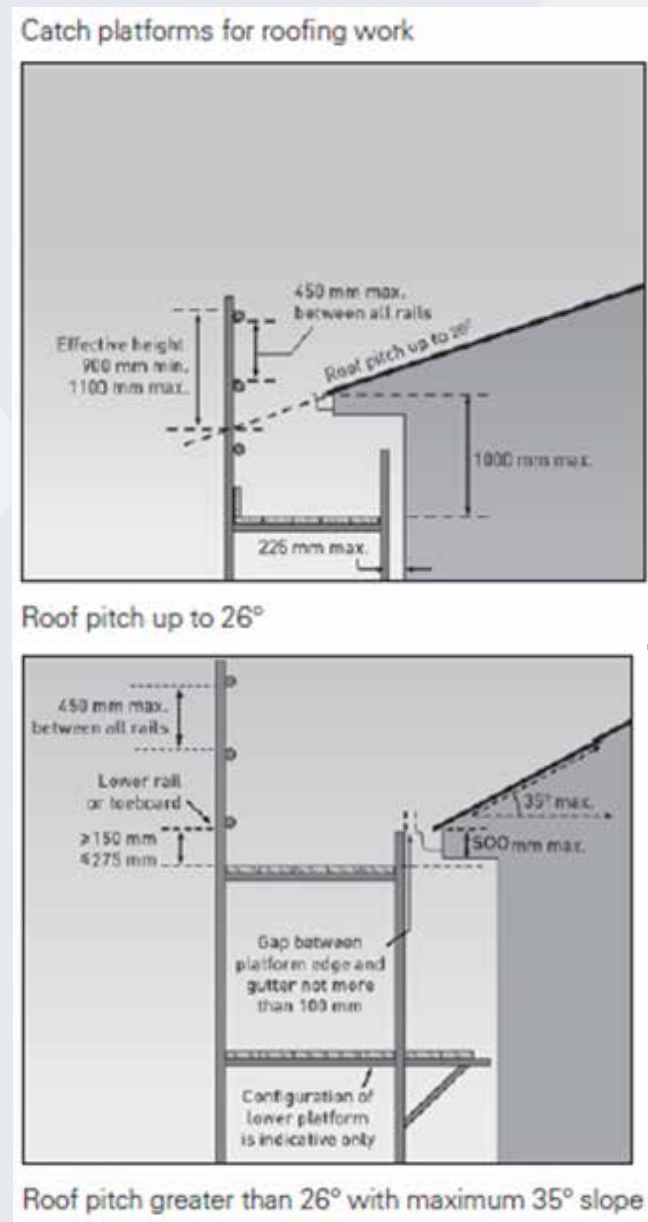 Catch platforms for roofing work
450 mm max.
between all rails
Effective height
900 mm min.
1100 mm max.
Roof pitch up to 26°
1000 mm max.
225 mm max.
Roof pitch up to 26°
450 mm max.
between all rails
Lower rail
or toeboard
≥150 mm
≤275 mm
35° max.
500 mm max.
Gap between
platform edge and
gutter not more
than 100 mm
Configuration of
lower platform
is indicative only
Roof pitch greater than 26° with maximum 35° slope